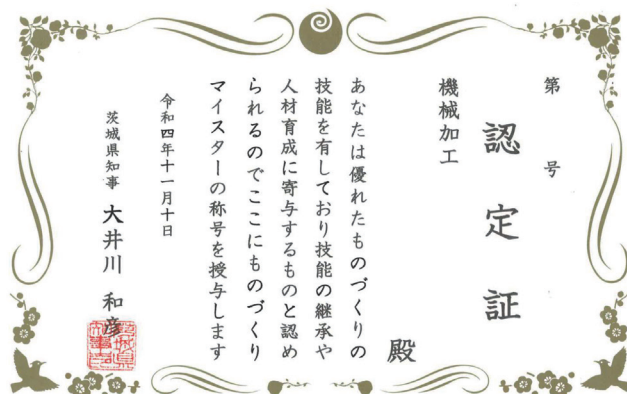 第 号
認定証
機械加工
殿
あなたは優れたものづくりの
技能を有しており技能の継承や
人材育成に寄与するものと認め
られるのでここにものづくり
マイスターの称号を授与します
令和四年十一月十日
茨城県知事 大井川 和彦